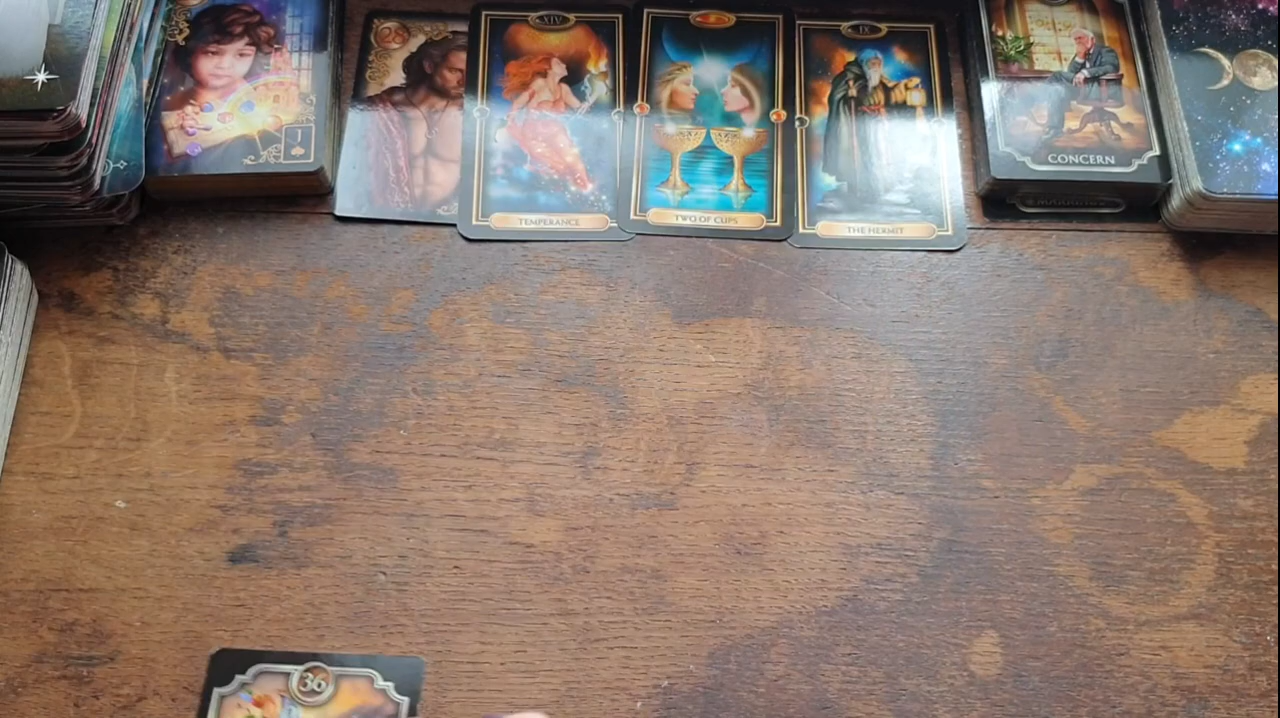 28
XIV
IX
J
TEMPERANCE
TWO OF CUPS
THE HERMIT
CONCERN
36